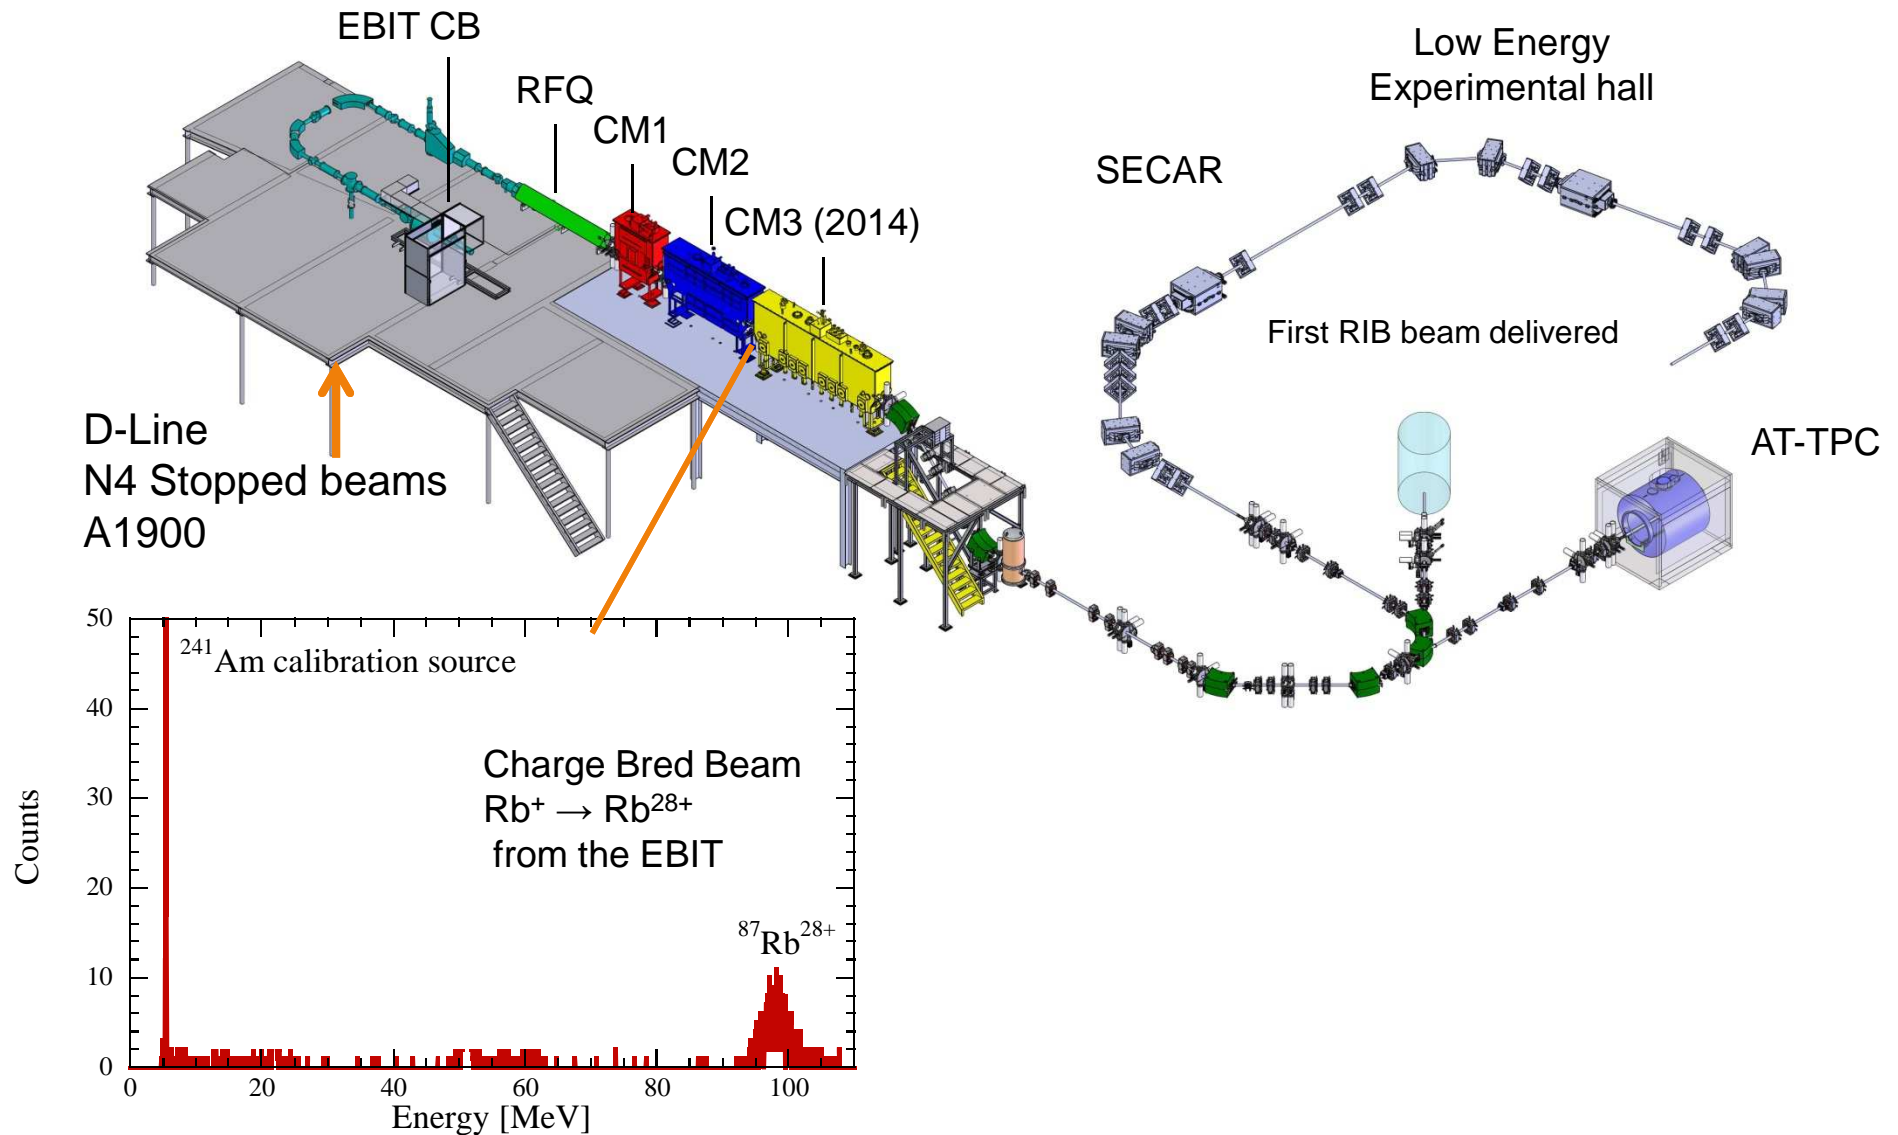 EBIT CB
RFQ
CM1
CM2
CM3 (2014)
Low Energy
Experimental hall
SECAR
First RIB beam delivered
AT-TPC
D-Line
N4 Stopped beams
A1900
50
40
30
20
10
0
Counts
²⁴¹Am calibration source
Charge Bred Beam
Rb⁺ → Rb²⁸⁺
from the EBIT
⁸⁷Rb²⁸⁺
0 20 40 60 80 100
Energy [MeV]